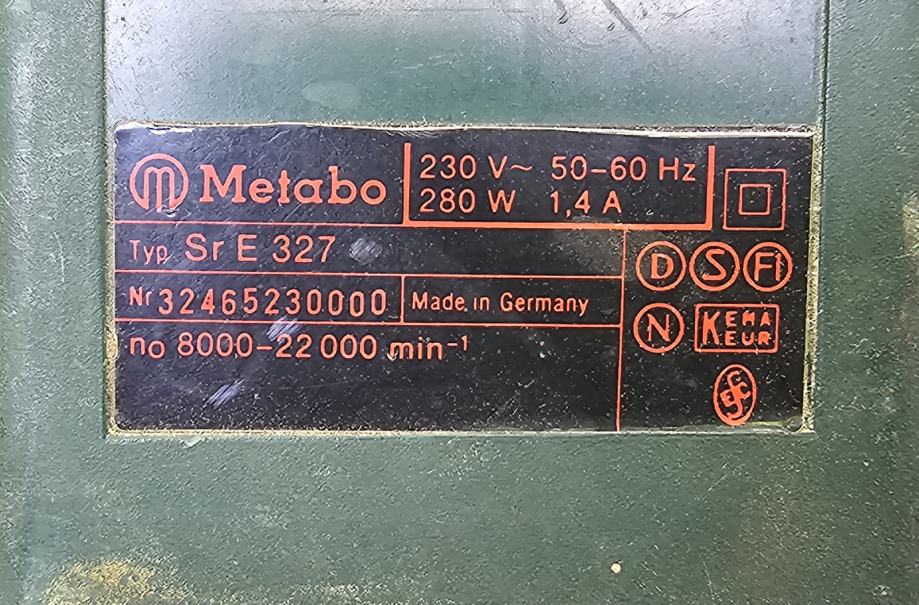 m Metabo
230 V~ 50-60 Hz
280 W 1,4 A
Typ Sr E 327
Nr 32465230000
Made in Germany
no 8000-22 000 min⁻¹
D S FI
N KEMA KEUR